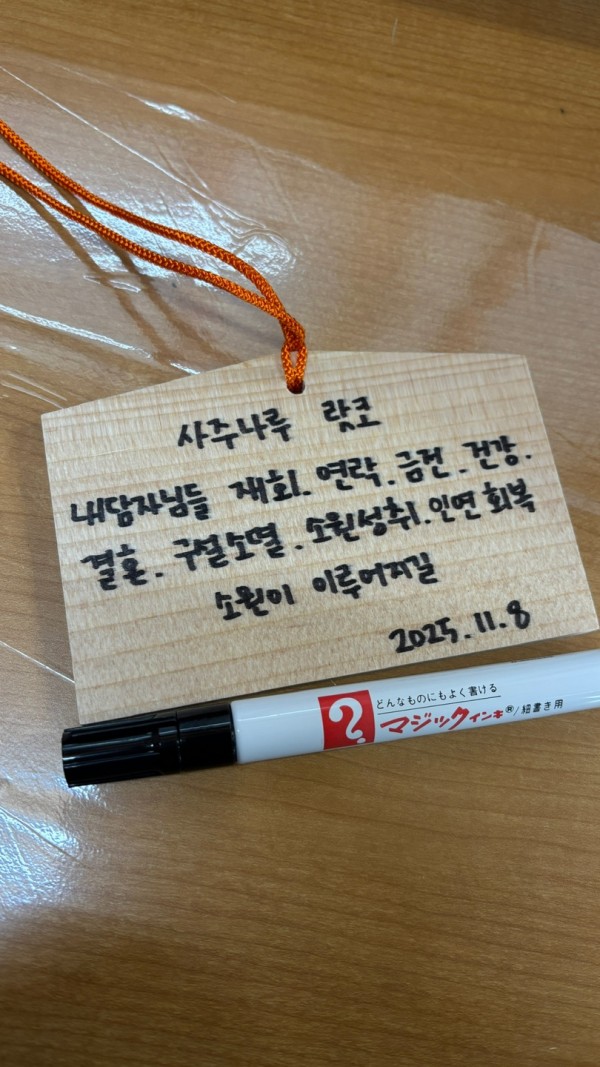 사주나루 랏코
내담자님들 재회. 연락. 금전. 건강.
결혼. 구설소멸. 소원성취. 인연 회복
소원이 이루어지길
2025.11.8
どんなものにもよく書ける
?
マジックインキ®/細書き用